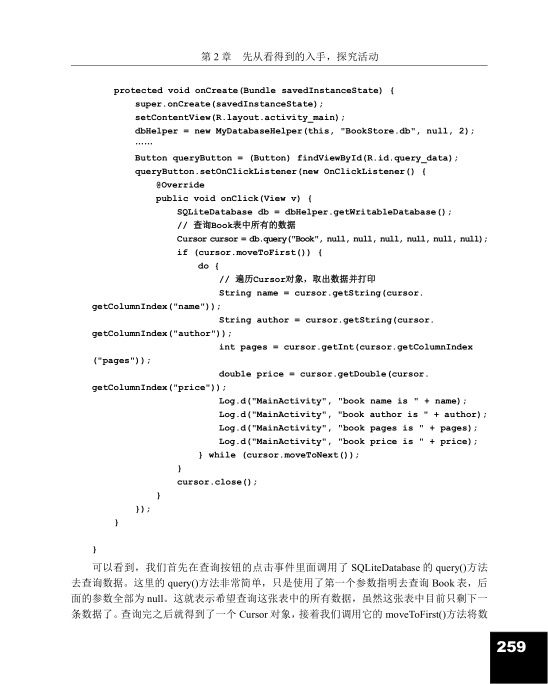 第 2 章 先从看得到的入手，探究活动
protected void onCreate(Bundle savedInstanceState) {
super.onCreate(savedInstanceState);
setContentView(R.layout.activity_main);
dbHelper = new MyDatabaseHelper(this, "BookStore.db", null, 2);
……
Button queryButton = (Button) findViewById(R.id.query_data);
queryButton.setOnClickListener(new OnClickListener() {
@Override
public void onClick(View v) {
SQLiteDatabase db = dbHelper.getWritableDatabase();
// 查询Book表中所有的数据
Cursor cursor = db.query("Book", null, null, null, null, null, null);
if (cursor.moveToFirst()) {
do {
// 遍历Cursor对象，取出数据并打印
String name = cursor.getString(cursor.
getColumnIndex("name"));
String author = cursor.getString(cursor.
getColumnIndex("author"));
int pages = cursor.getInt(cursor.getColumnIndex
("pages"));
double price = cursor.getDouble(cursor.
getColumnIndex("price"));
Log.d("MainActivity", "book name is " + name);
Log.d("MainActivity", "book author is " + author);
Log.d("MainActivity", "book pages is " + pages);
Log.d("MainActivity", "book price is " + price);
} while (cursor.moveToNext());
}
cursor.close();
}
});
}
}
可以看到，我们首先在查询按钮的点击事件里面调用了 SQLiteDatabase 的 query()方法
去查询数据。这里的 query()方法非常简单，只是使用了第一个参数指明去查询 Book 表，后
面的参数全部为 null。这就表示希望查询这张表中的所有数据，虽然这张表中目前只剩下一
条数据了。查询完之后就得到了一个 Cursor 对象，接着我们调用它的 moveToFirst()方法将数
259